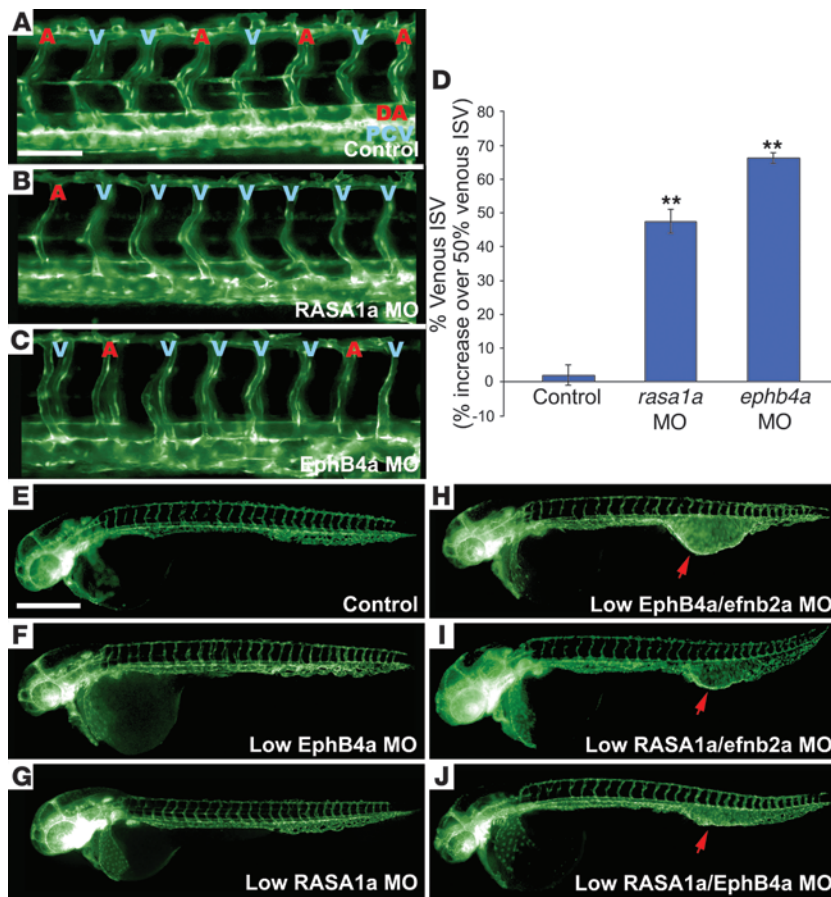 A
A V V A V A V A
DA
PCV
Control
B
A V V V V V V V
RASA1a MO
C
V A V V V V A V
EphB4a MO
D
% Venous ISV
(% increase over 50% venous ISV)
80
70
60
50
40
30
20
10
0
-10
**
**
Control
rasa1a
MO
ephb4a
MO
E
Control
F
Low EphB4a MO
G
Low RASA1a MO
H
Low EphB4a/efnb2a MO
I
Low RASA1a/efnb2a MO
J
Low RASA1a/EphB4a MO